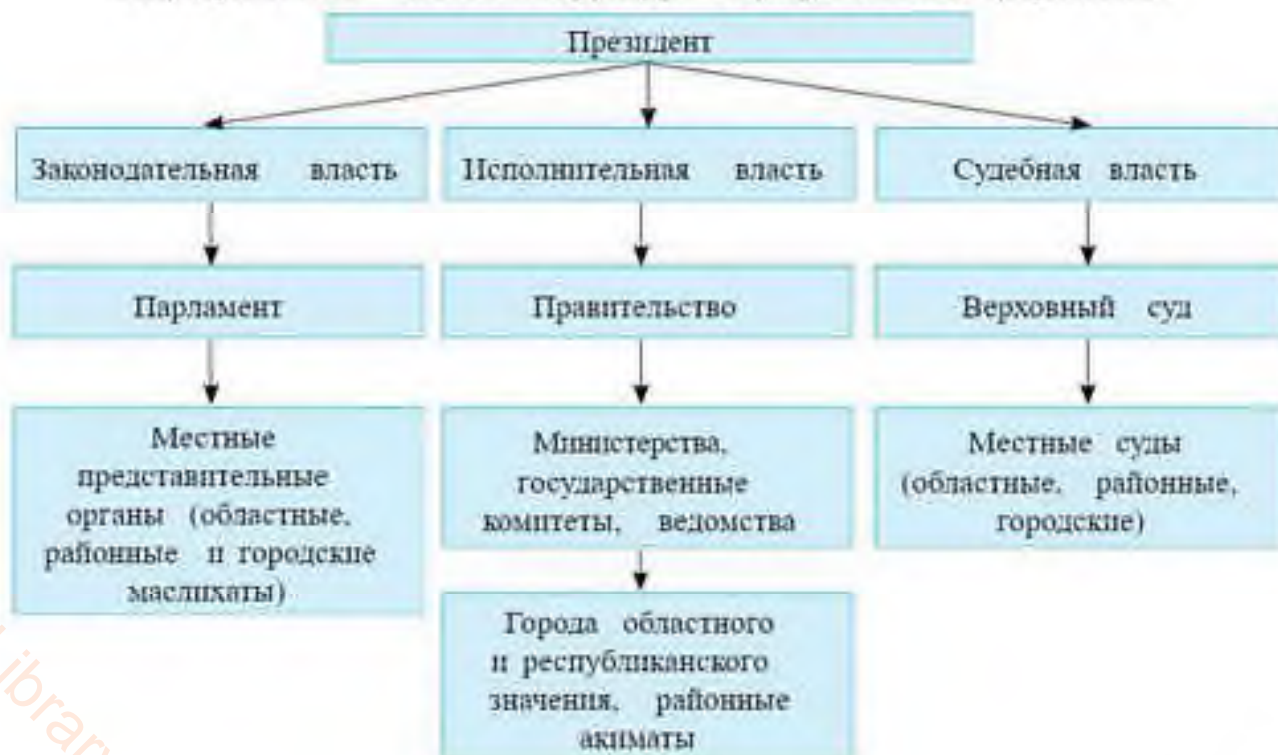 Президент
Законодательная власть
Исполнительная власть
Судебная власть
Парламент
Правительство
Верховный суд
Местные
представительные
органы (областные,
районные и городские
маслихаты)
Министерства,
государственные
комитеты, ведомства
Местные суды
(областные, районные,
городские)
Города областного
и республиканского
значения, районные
акиматы